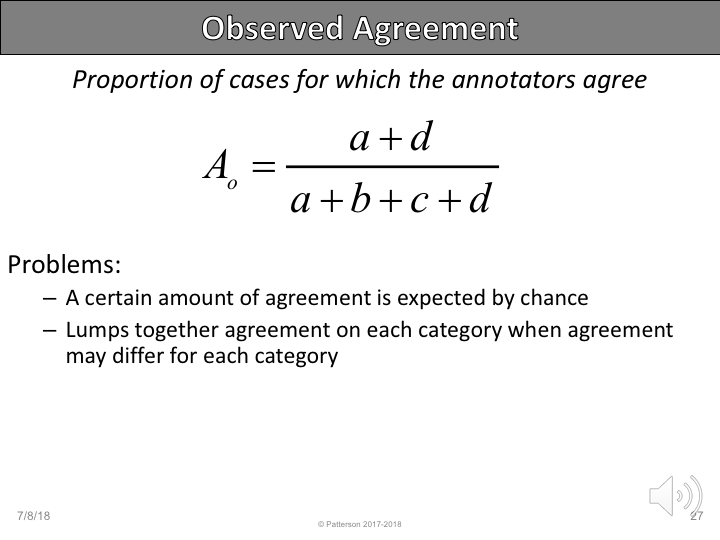 Observed Agreement
Proportion of cases for which the annotators agree
A_o = (a + d) / (a + b + c + d)
Problems:
– A certain amount of agreement is expected by chance
– Lumps together agreement on each category when agreement
may differ for each category
7/8/18
© Patterson 2017-2018
27